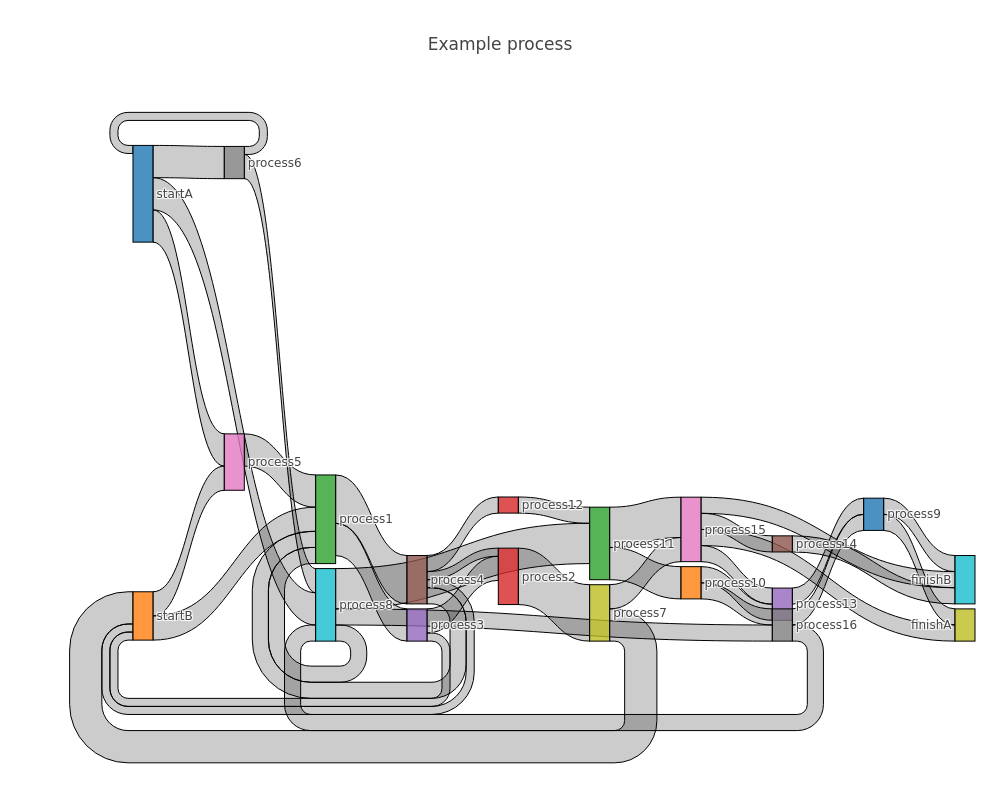 Example process
process6
startA
process5
process12
process9
process1
process11
process15
process14
process4
process2
process10
finishB
process8
process13
startB
process7
process3
process16
finishA